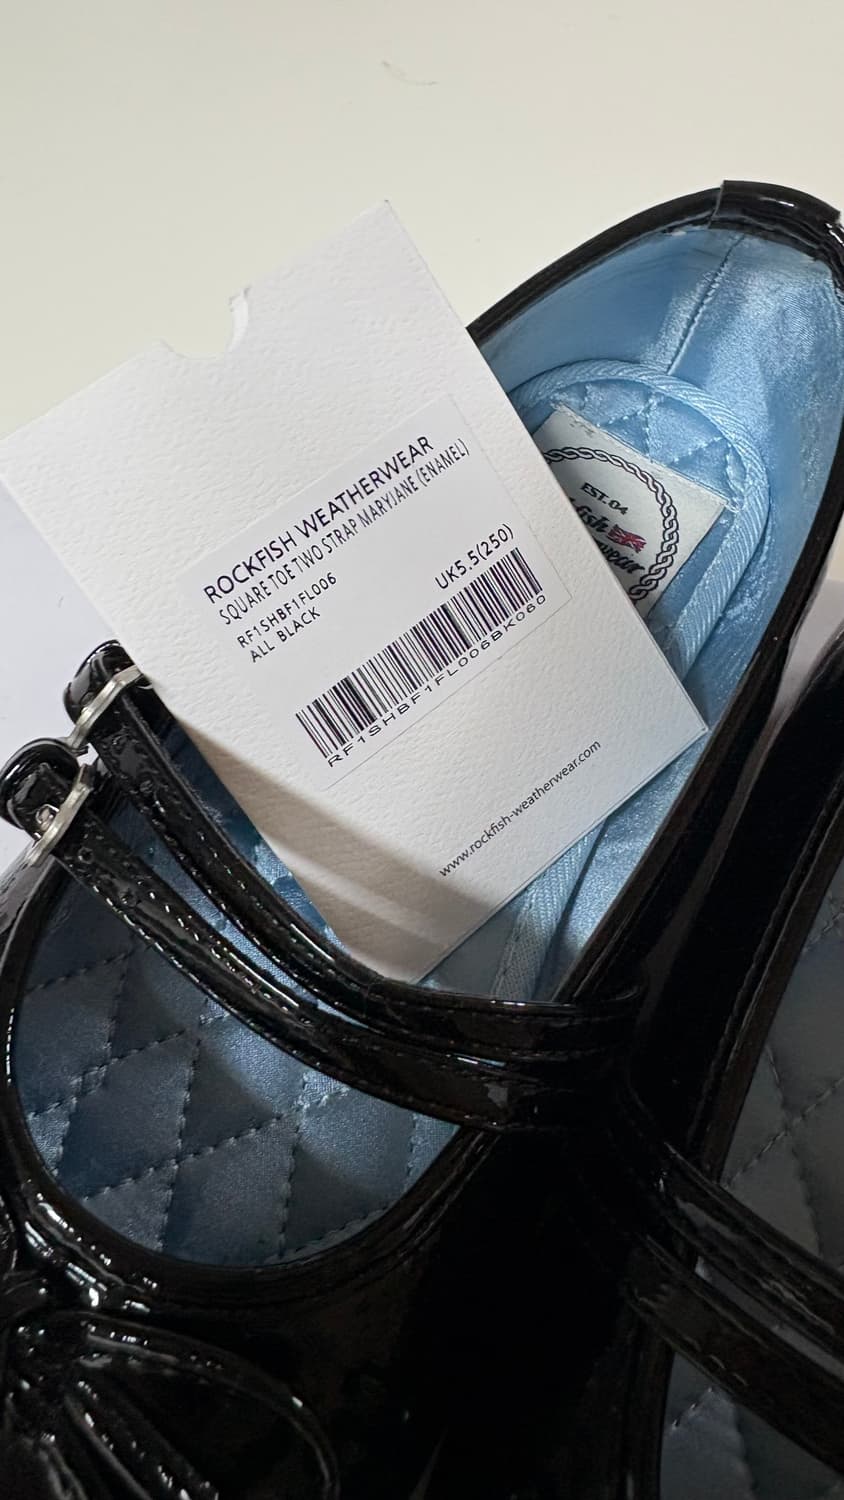 ROCKFISH WEATHERWEAR
SQUARE TOE TWO STRAP MARYJANE (ENAMEL)
RF1SHBF1FL006
UK5.5(250)
ALL BLACK
RF1SHBF1FL006BK060
www.rockfish-weatherwear.com
EST. 04